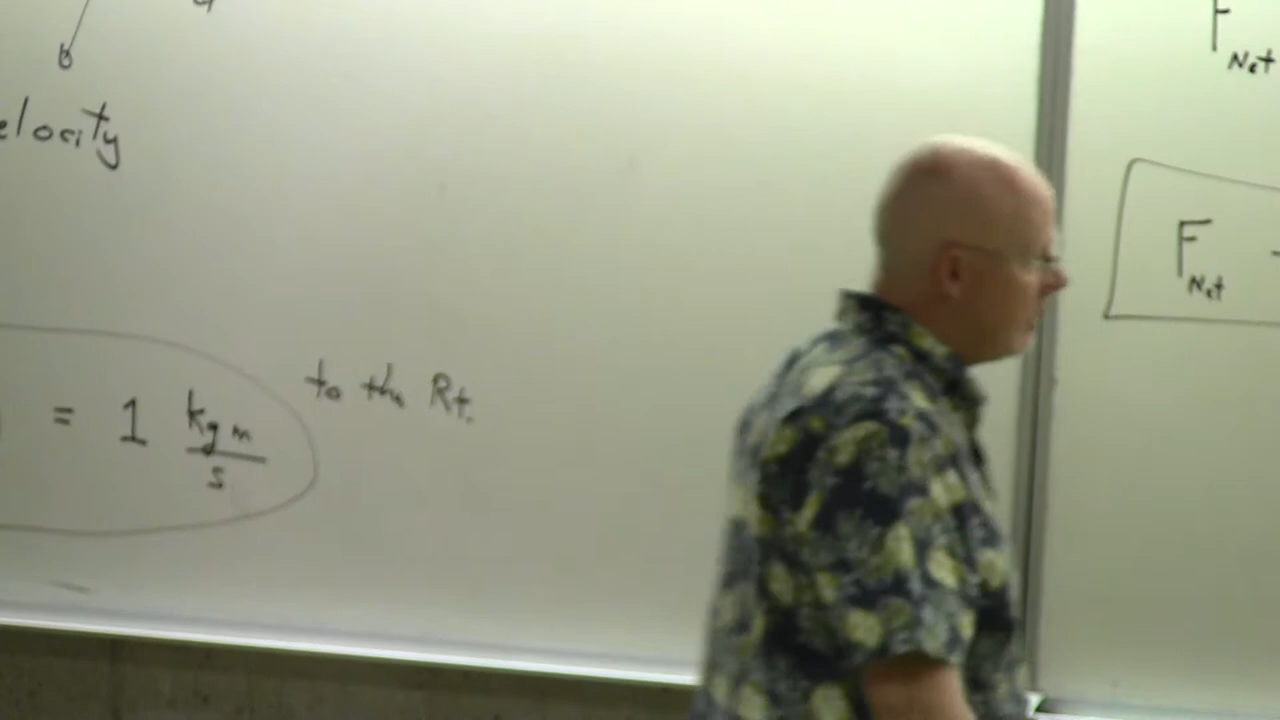 elocity
= 1 kg m
s
to the Rt.
F
Net
F
Net